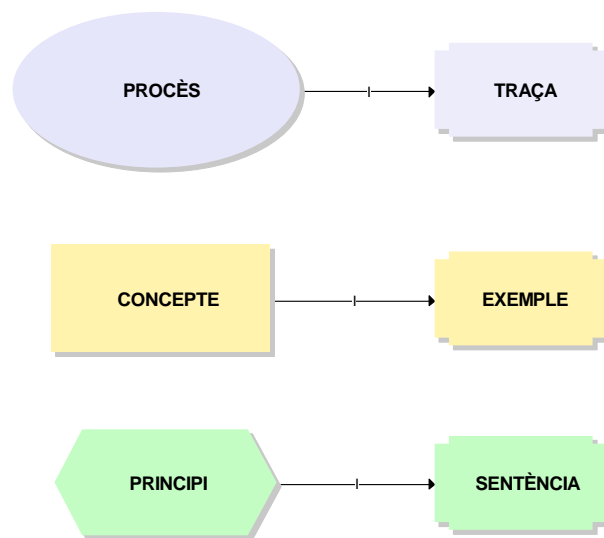 PROCÈS
I
TRAÇA
CONCEPTE
I
EXEMPLE
PRINCIPI
I
SENTÈNCIA